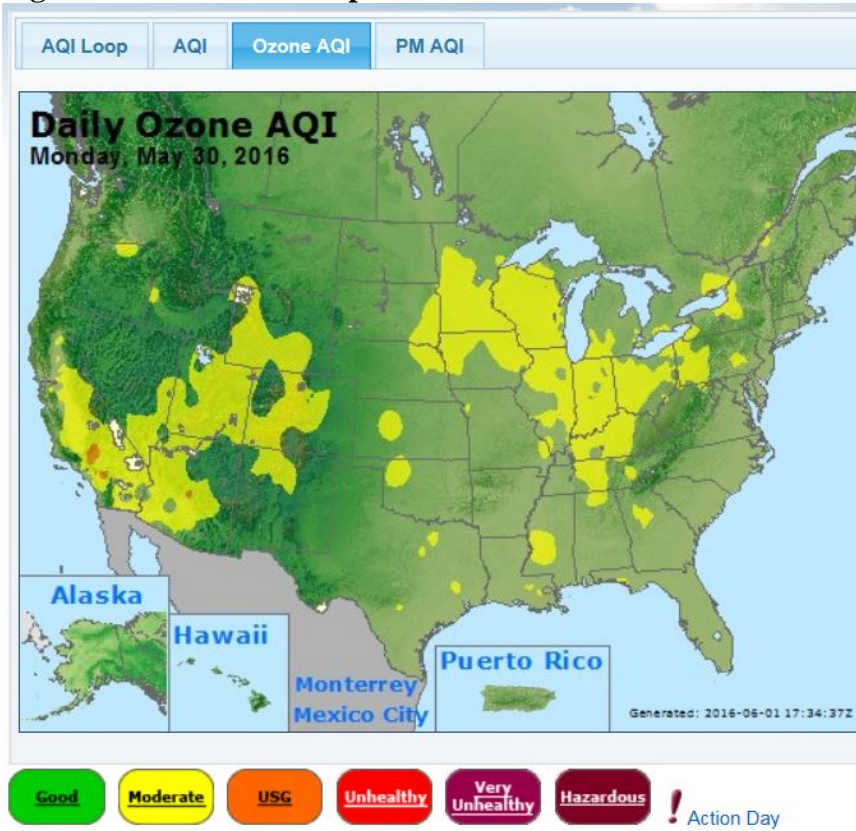 AQI Loop AQI Ozone AQI PM AQI
Daily Ozone AQI
Monday, May 30, 2016
Alaska
Hawaii
Monterrey
Mexico City
Puerto Rico
Generated: 2016-06-01 17:34:37Z
Good Moderate USG Unhealthy Very Unhealthy Hazardous ! Action Day